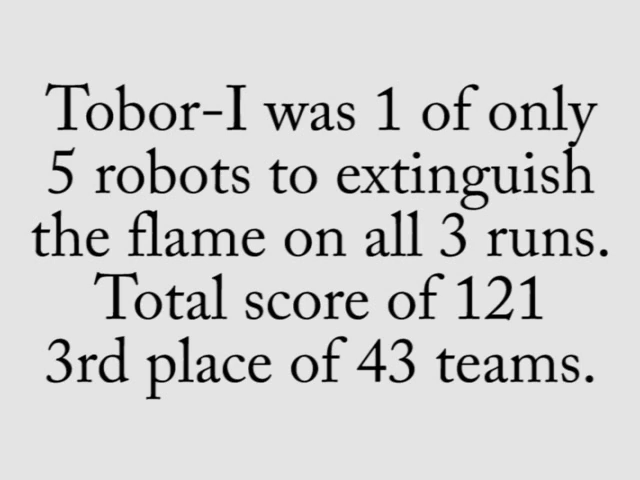 Tobor-I was 1 of only
5 robots to extinguish
the flame on all 3 runs.
Total score of 121
3rd place of 43 teams.